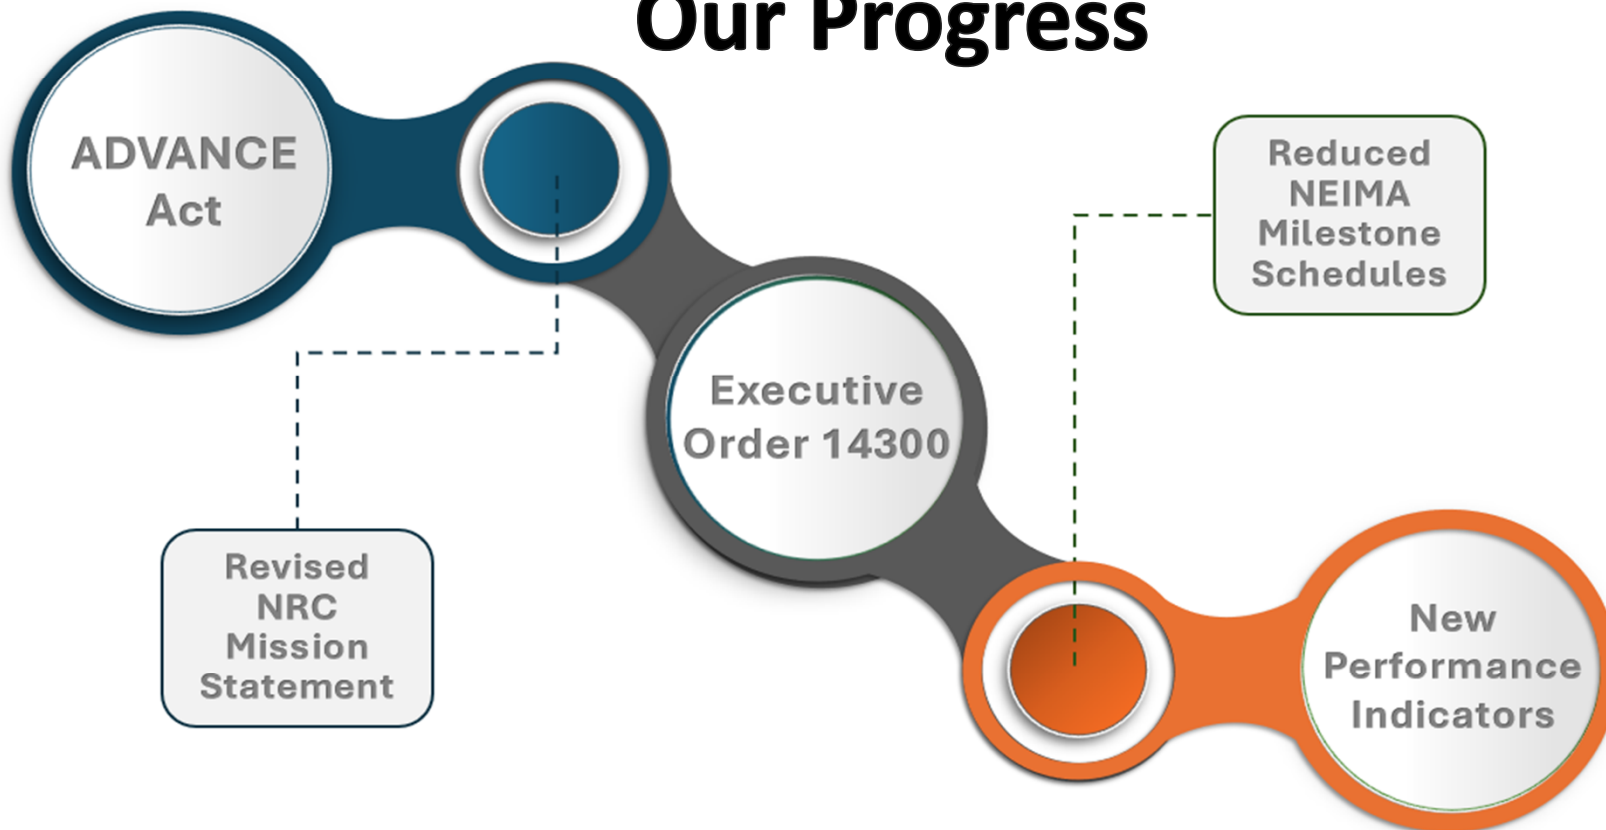 Our Progress
ADVANCE
Act
Reduced
NEIMA
Milestone
Schedules
Executive
Order 14300
Revised
NRC
Mission
Statement
New
Performance
Indicators